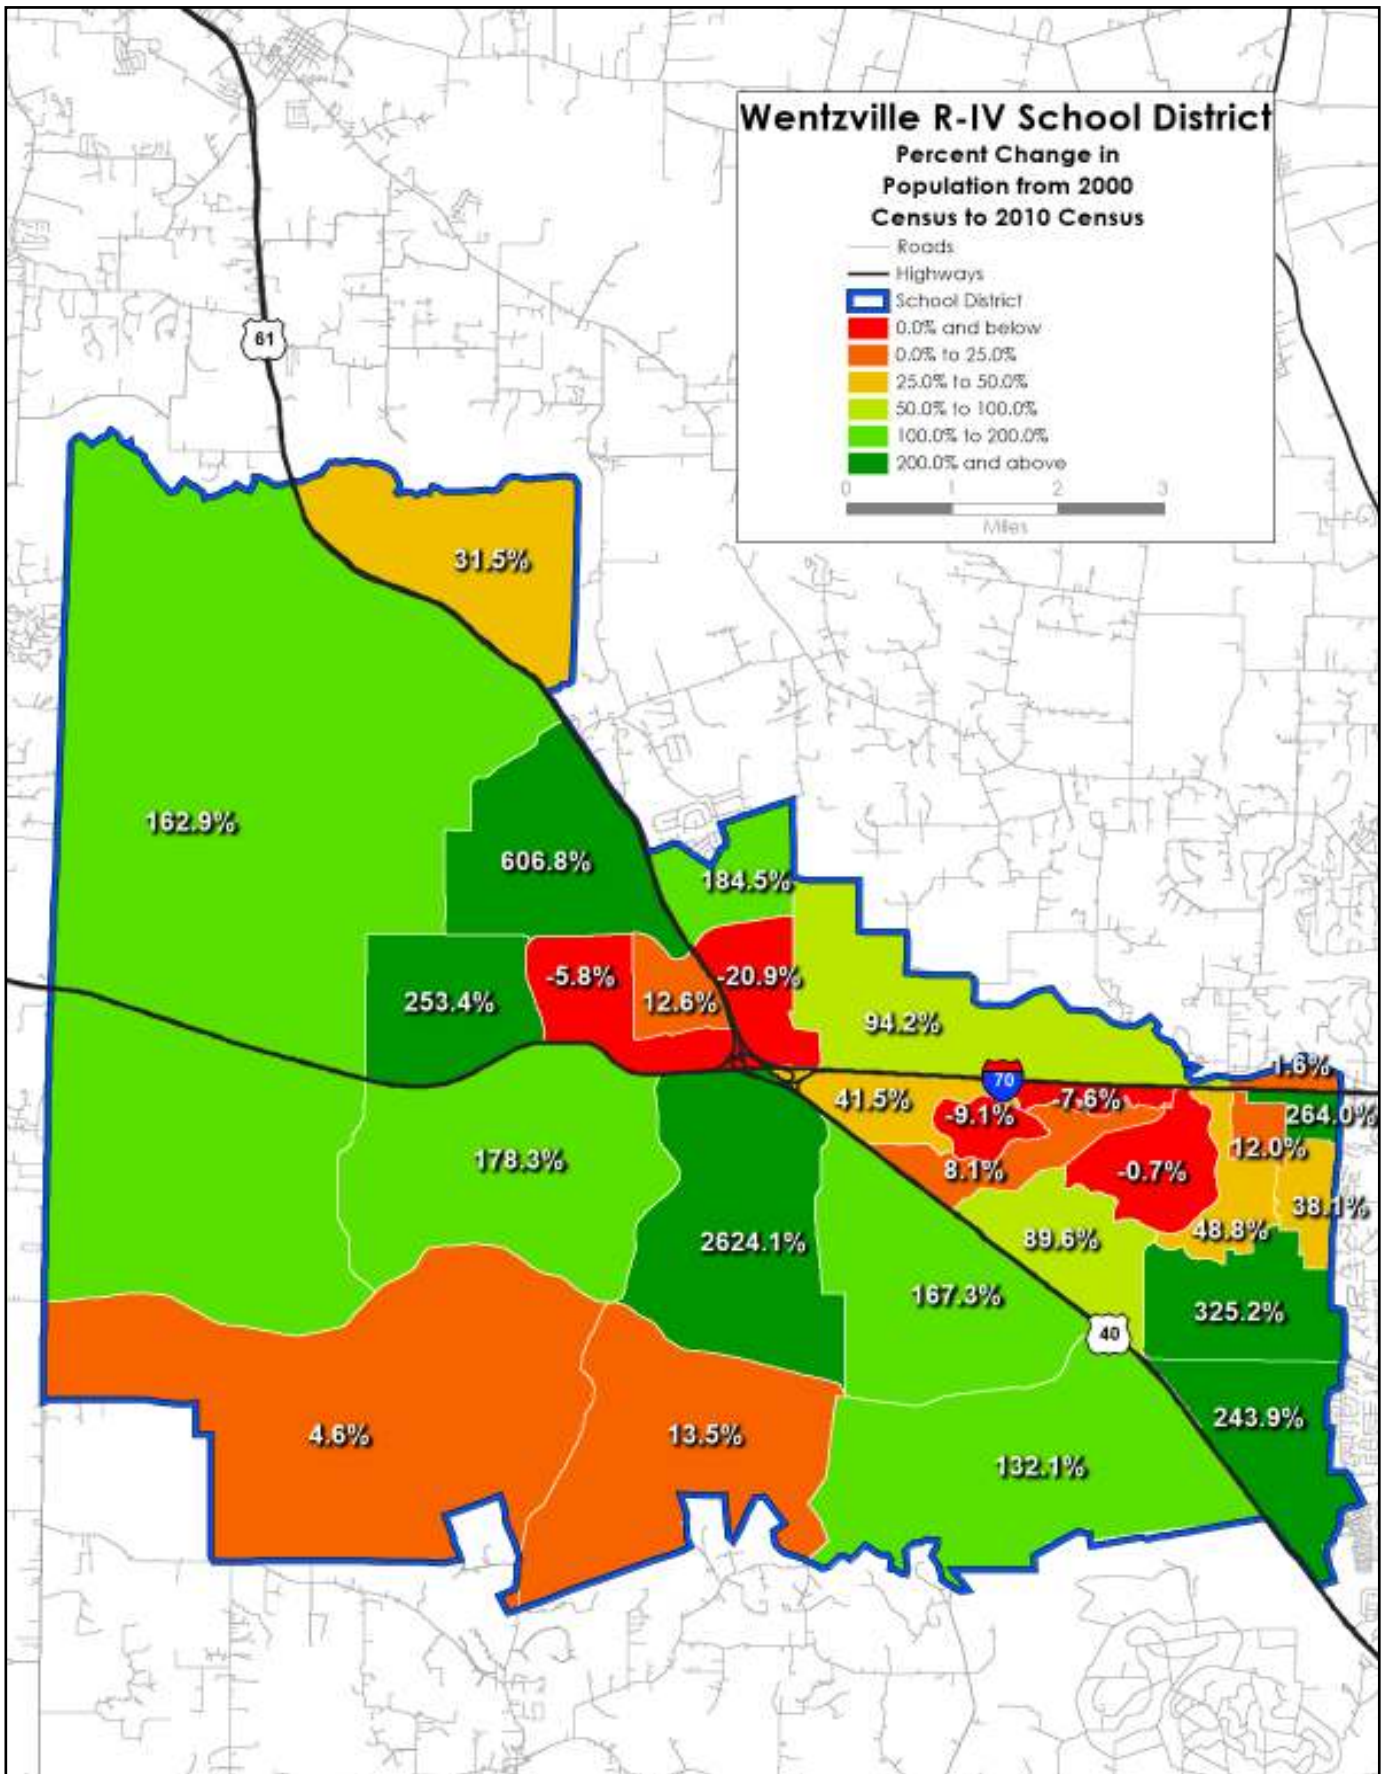 Wentzville R-IV School District
Percent Change in
Population from 2000
Census to 2010 Census
Roads
Highways
School District
0.0% and below
0.0% to 25.0%
25.0% to 50.0%
50.0% to 100.0%
100.0% to 200.0%
200.0% and above
0 1 2 3
Miles
61
31.5%
162.9%
606.8%
184.5%
-5.8%
12.6%
-20.9%
253.4%
94.2%
1.6%
70
41.5%
-9.1%
-7.6%
264.0%
12.0%
178.3%
8.1%
-0.7%
38.1%
2624.1%
89.6%
48.8%
167.3%
325.2%
40
4.6%
13.5%
243.9%
132.1%